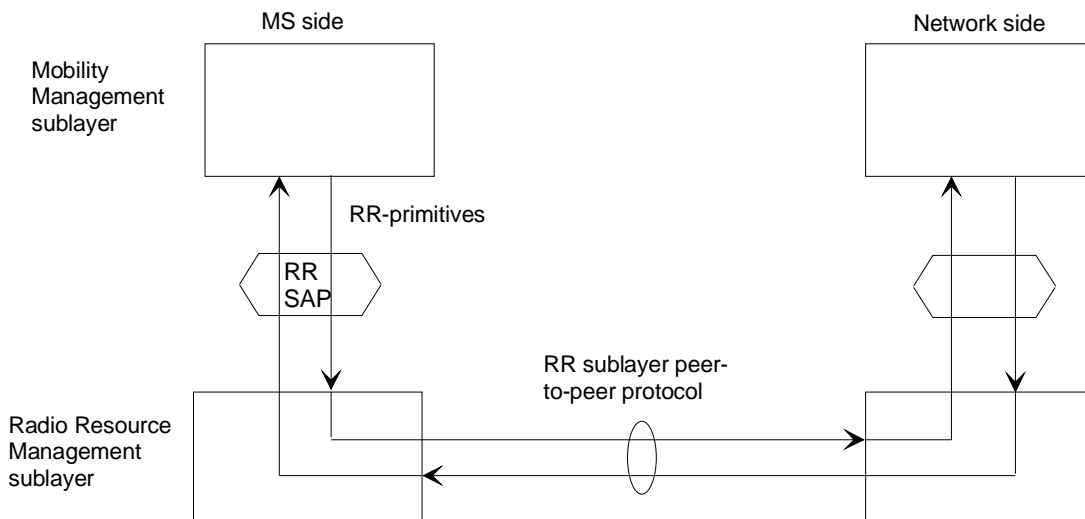 MS side
Network side
Mobility
Management
sublayer
RR-primitives
RR
SAP
RR sublayer peer-
to-peer protocol
Radio Resource
Management
sublayer